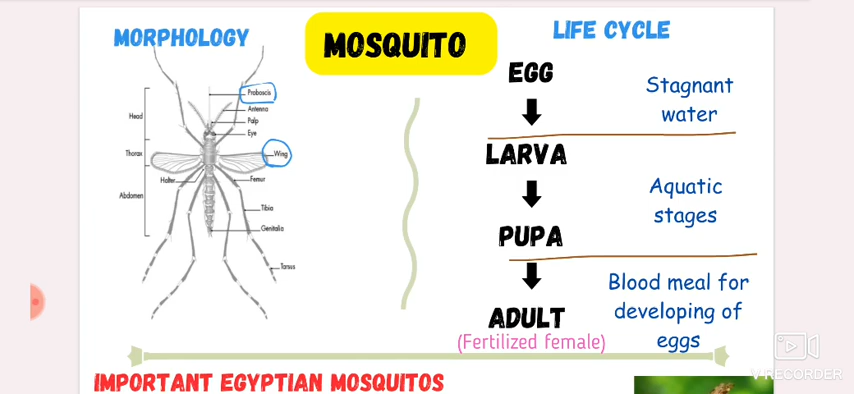 MORPHOLOGY
MOSQUITO
LIFE CYCLE
Proboscis
Antenna
Palp
Eye
Head
Thorax
Wing
Halter
Femur
Abdomen
Tibia
Genitalia
Tarsus
EGG
Stagnant
water
LARVA
Aquatic
stages
PUPA
Blood meal for
developing of
eggs
ADULT
(Fertilized female)
IMPORTANT EGYPTIAN MOSQUITOS
V RECORDER